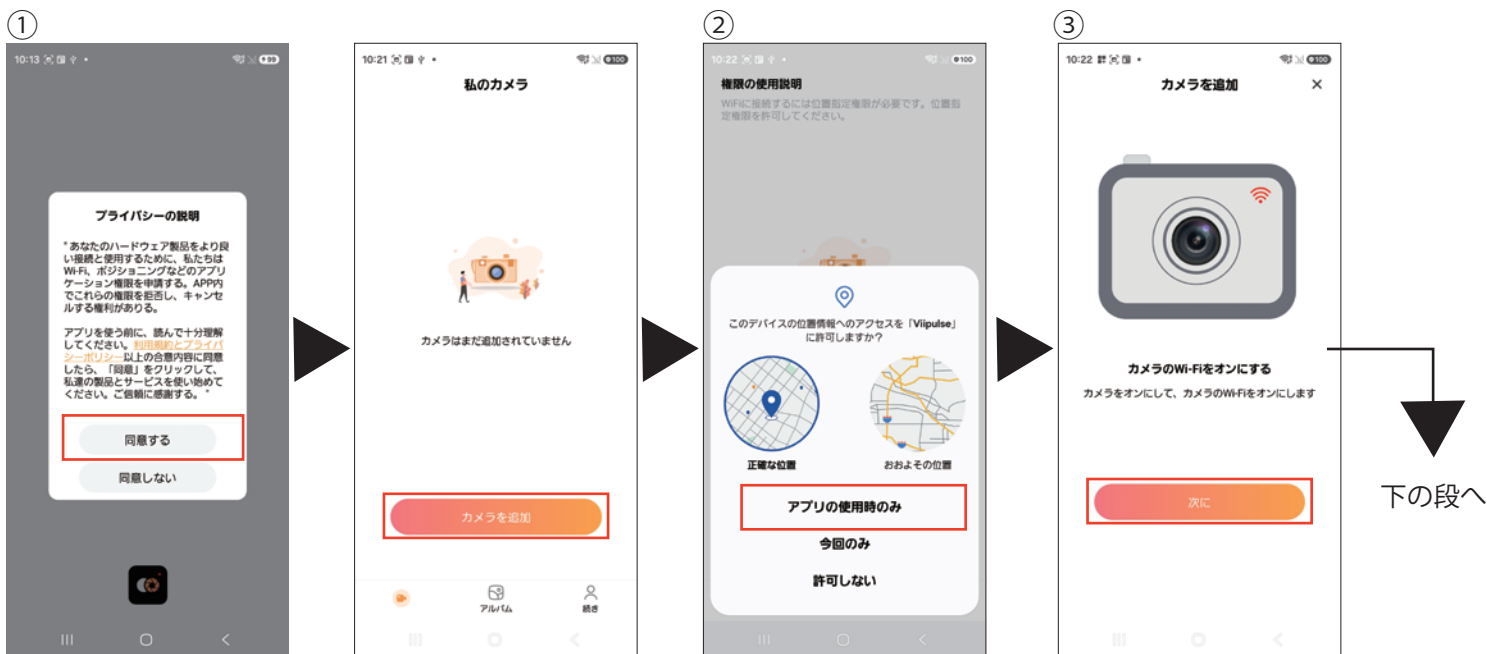 ①
10:13
99
プライバシーの説明
"あなたのハードウェア製品をより良
い接続と使用するために、私たちは
Wi-Fi、ポジショニングなどのアプリ
ケーション権限を申請する。APP内
でこれらの権限を拒否し、キャンセ
ルする権利がありる。
アプリを使う前に、読んで十分理解
してください。利用規約とプライバ
シーポリシー以上の合意内容に同意
したら、「同意」をクリックして、
私達の製品とサービスを使い始めて
ください。ご信頼に感謝する。"
同意する
同意しない
10:21
100
私のカメラ
カメラはまだ追加されていません
カメラを追加
アルバム
続き
②
10:22
100
権限の使用説明
WiFiに接続するには位置指定権限が必要です。位置指
定権限を許可してください。
このデバイスの位置情報へのアクセスを「Viipulse」
に許可しますか？
正確な位置
おおよその位置
アプリの使用時のみ
今回のみ
許可しない
③
10:22
100
カメラを追加
カメラのWi-Fiをオンにする
カメラをオンにして、カメラのWi-Fiをオンにします
次に
下の段へ